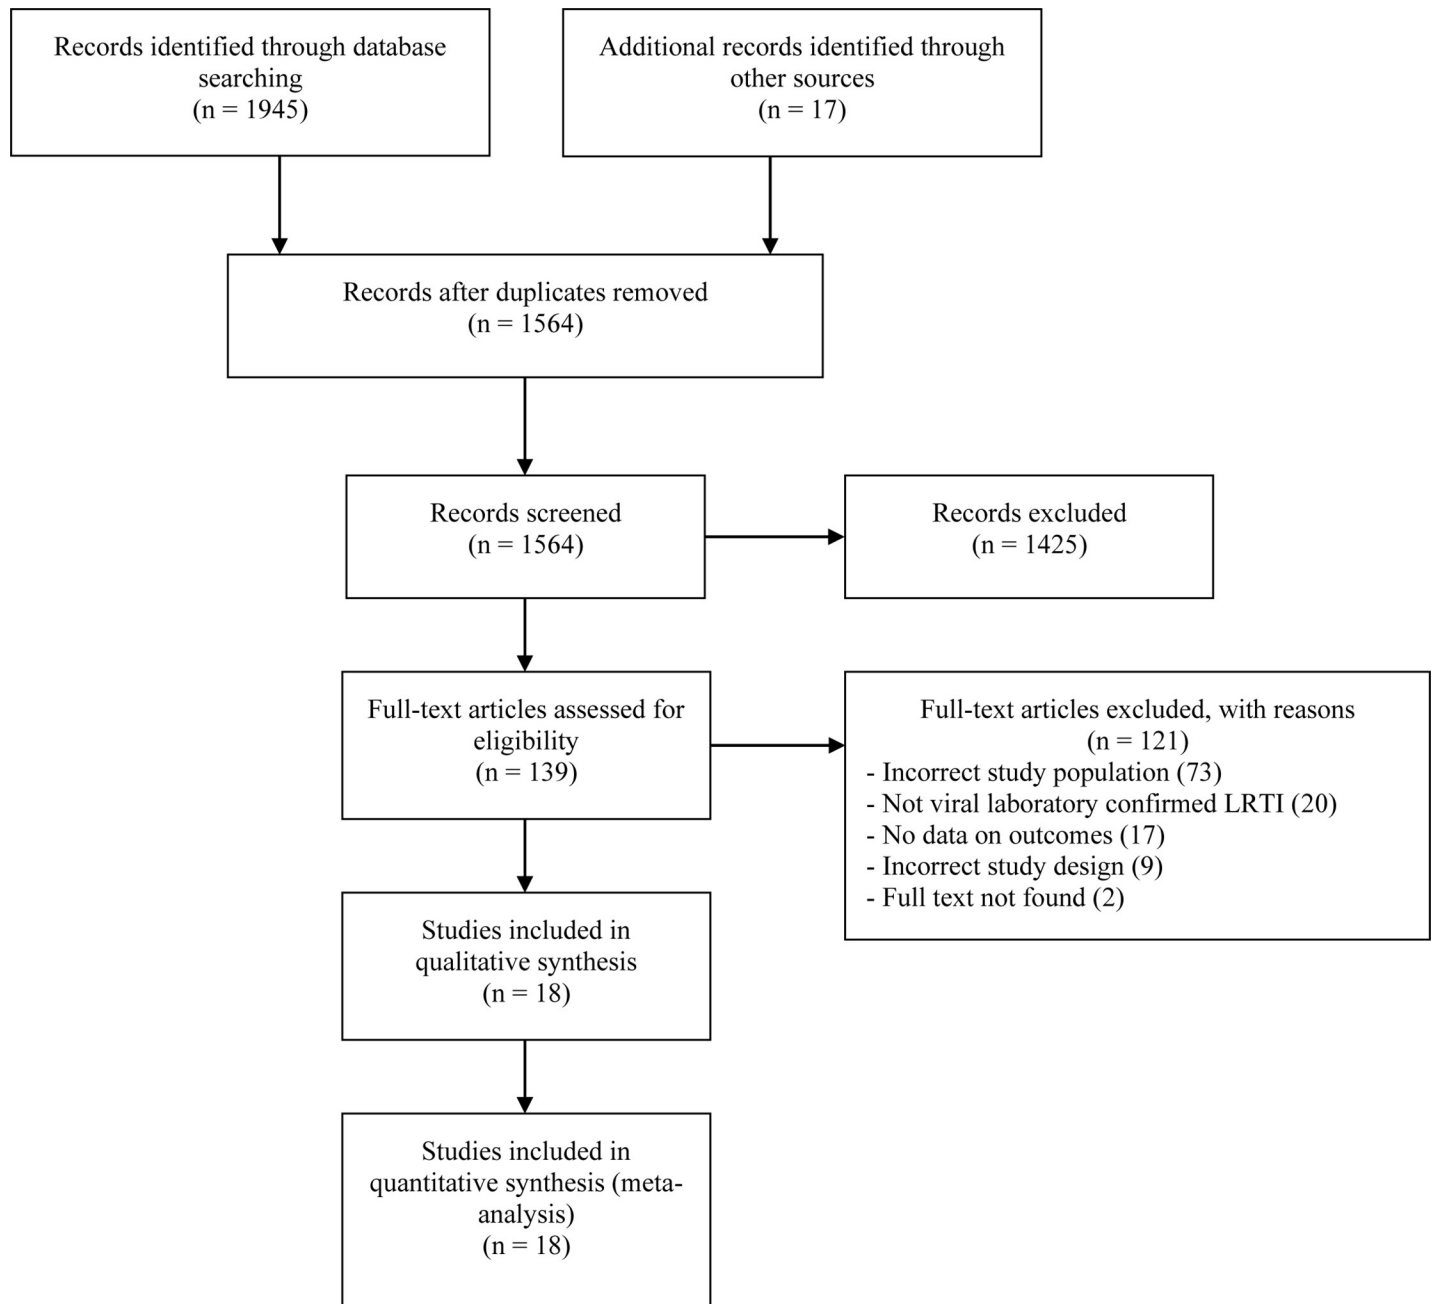 Records identified through database
searching
(n = 1945)
Additional records identified through
other sources
(n = 17)
Records after duplicates removed
(n = 1564)
Records screened
(n = 1564)
Records excluded
(n = 1425)
Full-text articles assessed for
eligibility
(n = 139)
Full-text articles excluded, with reasons
(n = 121)
- Incorrect study population (73)
- Not viral laboratory confirmed LRTI (20)
- No data on outcomes (17)
- Incorrect study design (9)
- Full text not found (2)
Studies included in
qualitative synthesis
(n = 18)
Studies included in
quantitative synthesis (meta-
analysis)
(n = 18)